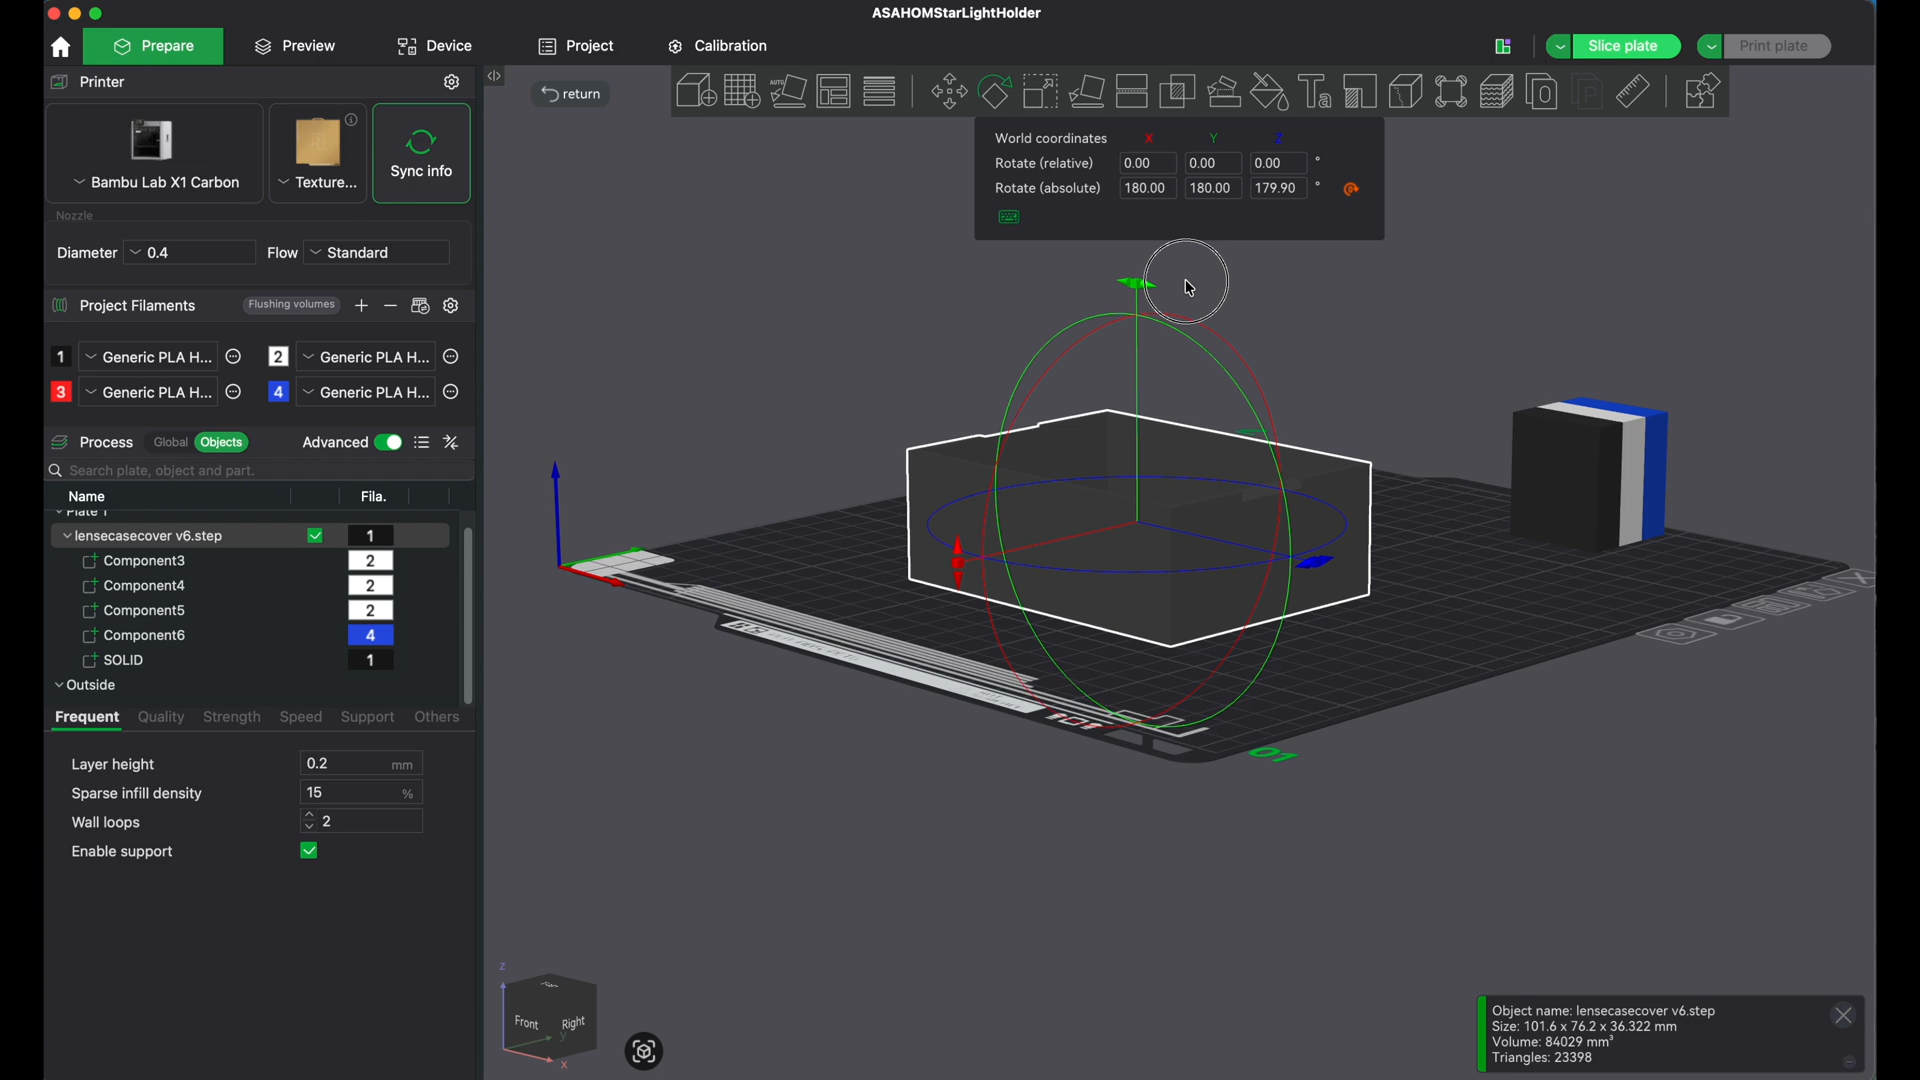 ASAHOMStarLightHolder
Prepare
Preview
Device
Project
Calibration
Slice plate
Print plate
Printer
return
AUTO
Bambu Lab X1 Carbon
Texture...
Sync info
World coordinates X Y Z
Rotate (relative) 0.00 0.00 0.00 °
Rotate (absolute) 180.00 180.00 179.90 °
Nozzle
Diameter 0.4 Flow Standard
Project Filaments Flushing volumes
1 Generic PLA H... 2 Generic PLA H...
3 Generic PLA H... 4 Generic PLA H...
Process Global Objects Advanced
Search plate, object and part.
Name Fila.
Plate 1
lensecasecover v6.step 1
Component3 2
Component4 2
Component5 2
Component6 4
SOLID 1
Outside
Frequent Quality Strength Speed Support Others
Layer height 0.2 mm
Sparse infill density 15 %
Wall loops 2
Enable support
01
z
Front Right
y
x
Object name: lensecasecover v6.step
Size: 101.6 x 76.2 x 36.322 mm
Volume: 84029 mm³
Triangles: 23398